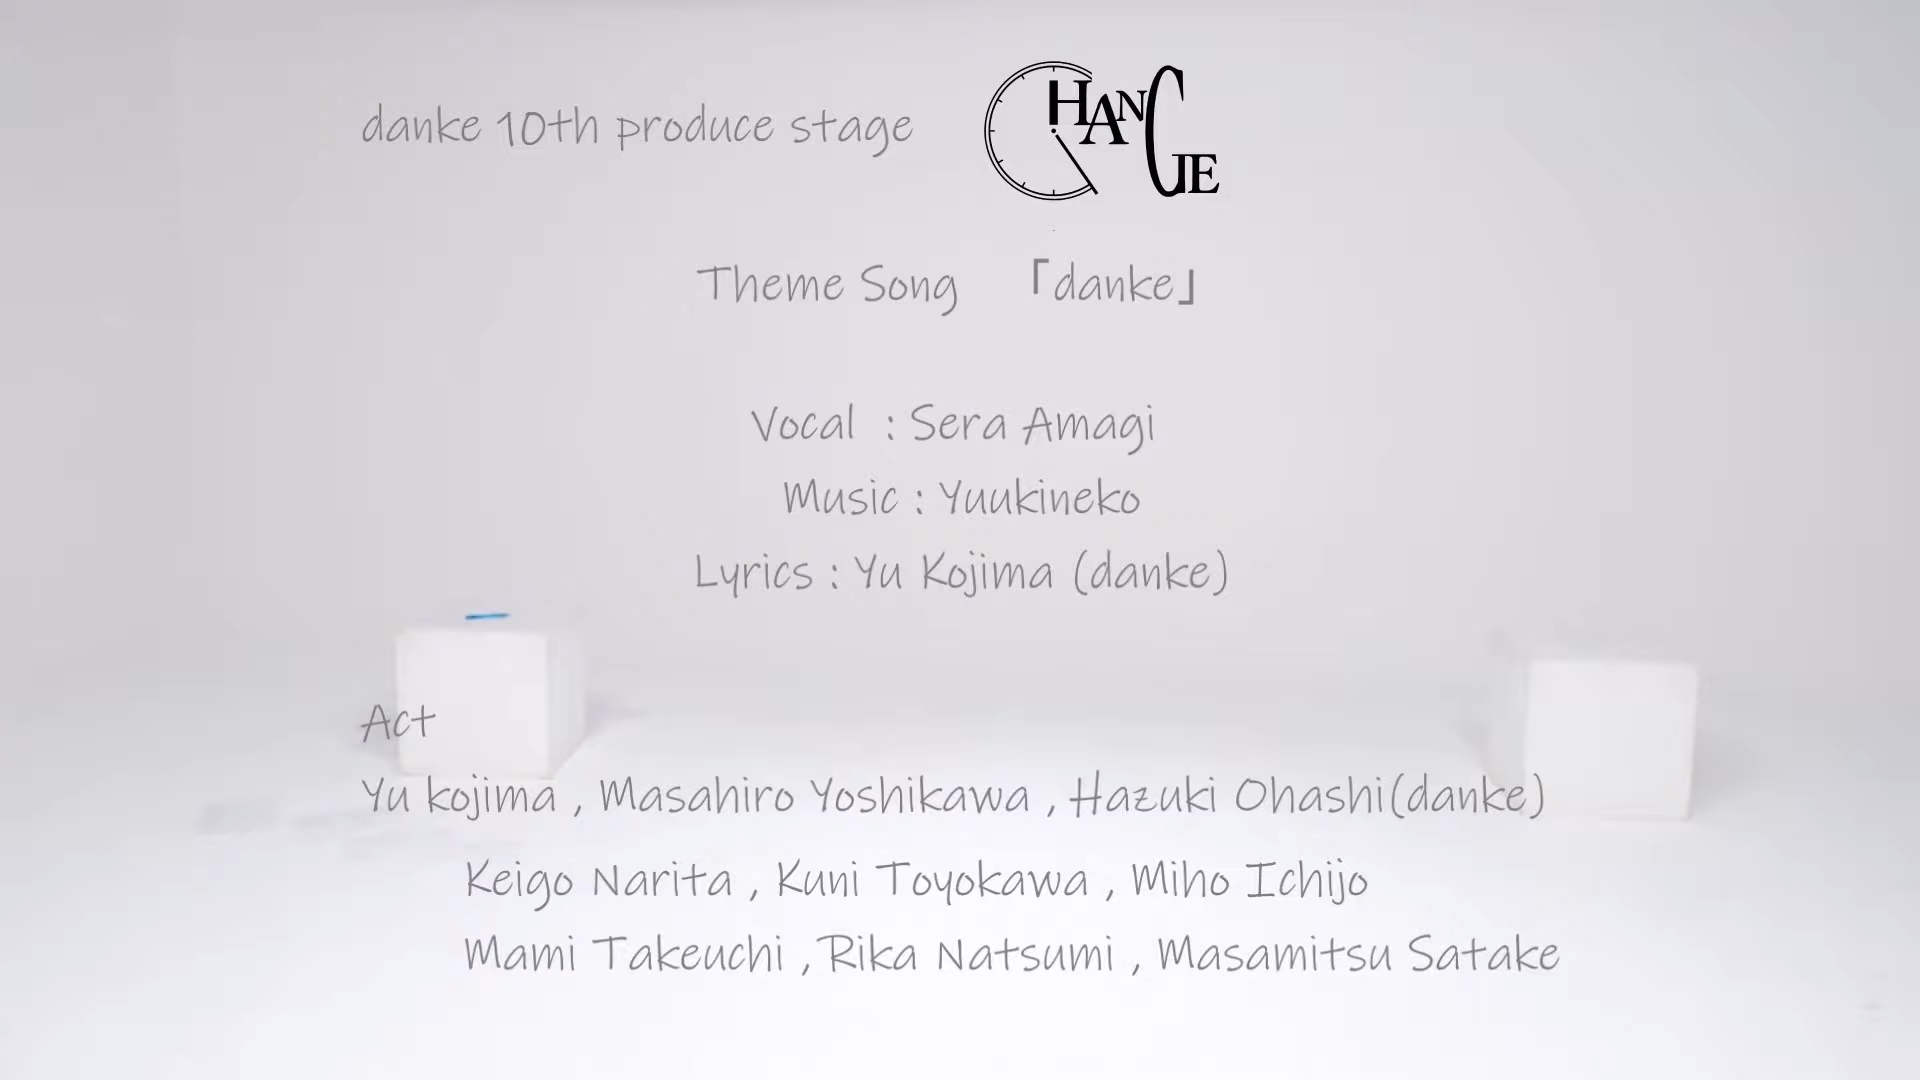 danke 10th produce stage CHANGE
Theme Song 「danke」
Vocal : Sera Amagi
Music : Yuukineko
Lyrics : Yu Kojima (danke)
Act
Yu kojima , Masahiro Yoshikawa , Hazuki Ohashi(danke)
Keigo Narita , Kuni Toyokawa , Miho Ichijo
Mami Takeuchi , Rika Natsumi , Masamitsu Satake